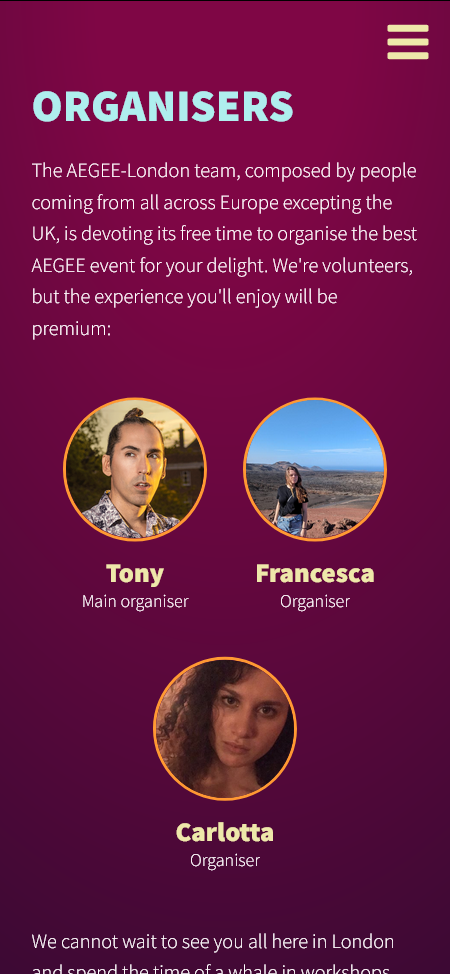 ORGANISERS
The AEGEE-London team, composed by people
coming from all across Europe excepting the
UK, is devoting its free time to organise the best
AEGEE event for your delight. We're volunteers,
but the experience you'll enjoy will be
premium:
Tony
Main organiser
Francesca
Organiser
Carlotta
Organiser
We cannot wait to see you all here in London
and spend the time of a whale in workshops